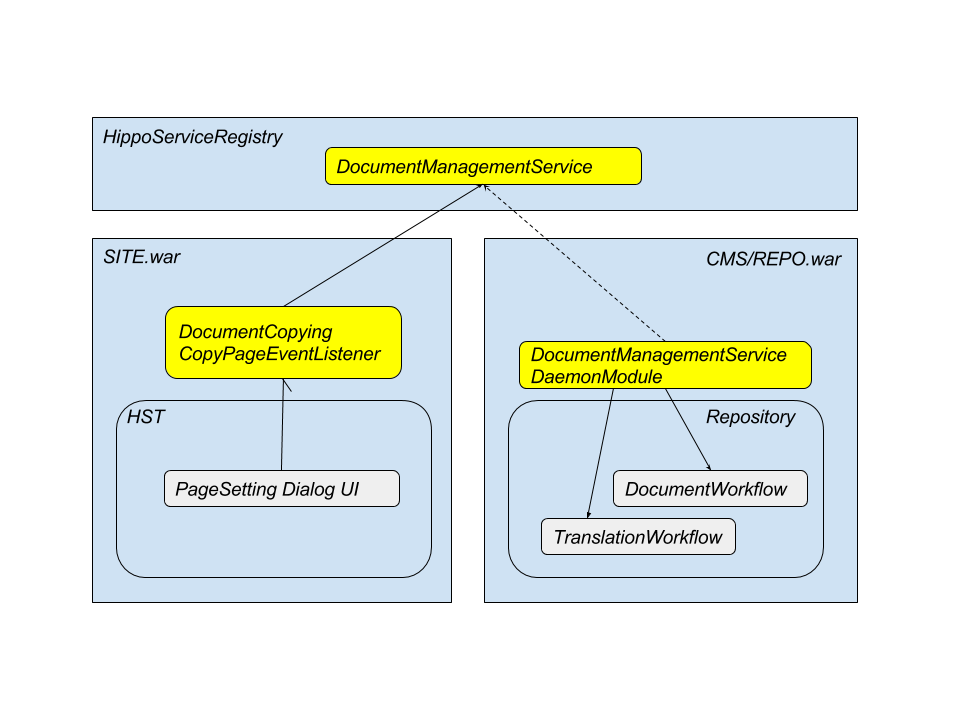 HippoServiceRegistry
DocumentManagementService
SITE.war
CMS/REPO.war
DocumentCopying
CopyPageEventListener
DocumentManagementService
DaemonModule
HST
Repository
PageSetting Dialog UI
DocumentWorkflow
TranslationWorkflow